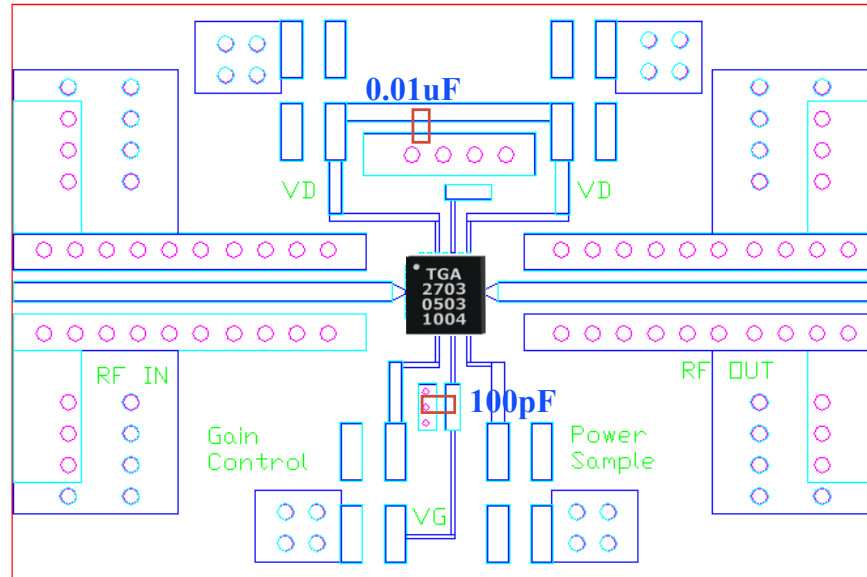 0.01uF
VD
VD
TGA
2703
0503
1004
RF IN
RF OUT
100pF
Gain
Control
Power
Sample
VG